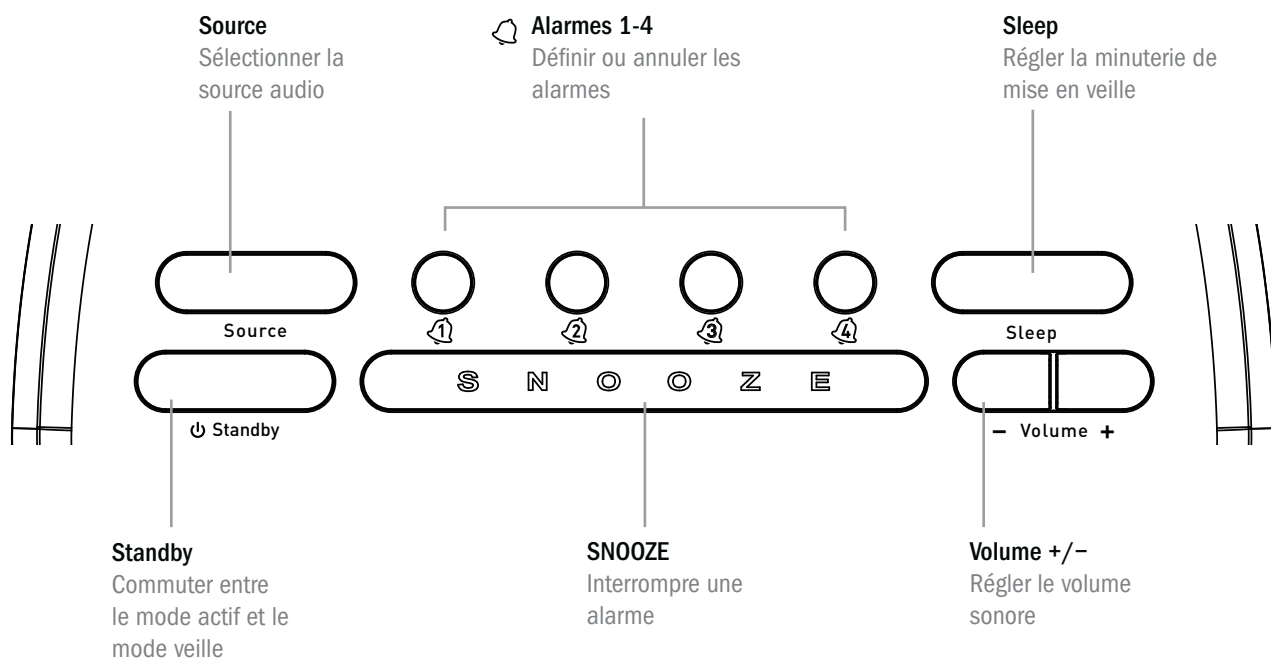 Source
Sélectionner la
source audio
Alarmes 1-4
Définir ou annuler les
alarmes
Sleep
Régler la minuterie de
mise en veille
Source
1
2
3
4
Sleep
SNOOZE
Standby
− Volume +
Standby
Commuter entre
le mode actif et le
mode veille
SNOOZE
Interrompre une
alarme
Volume +/−
Régler le volume
sonore